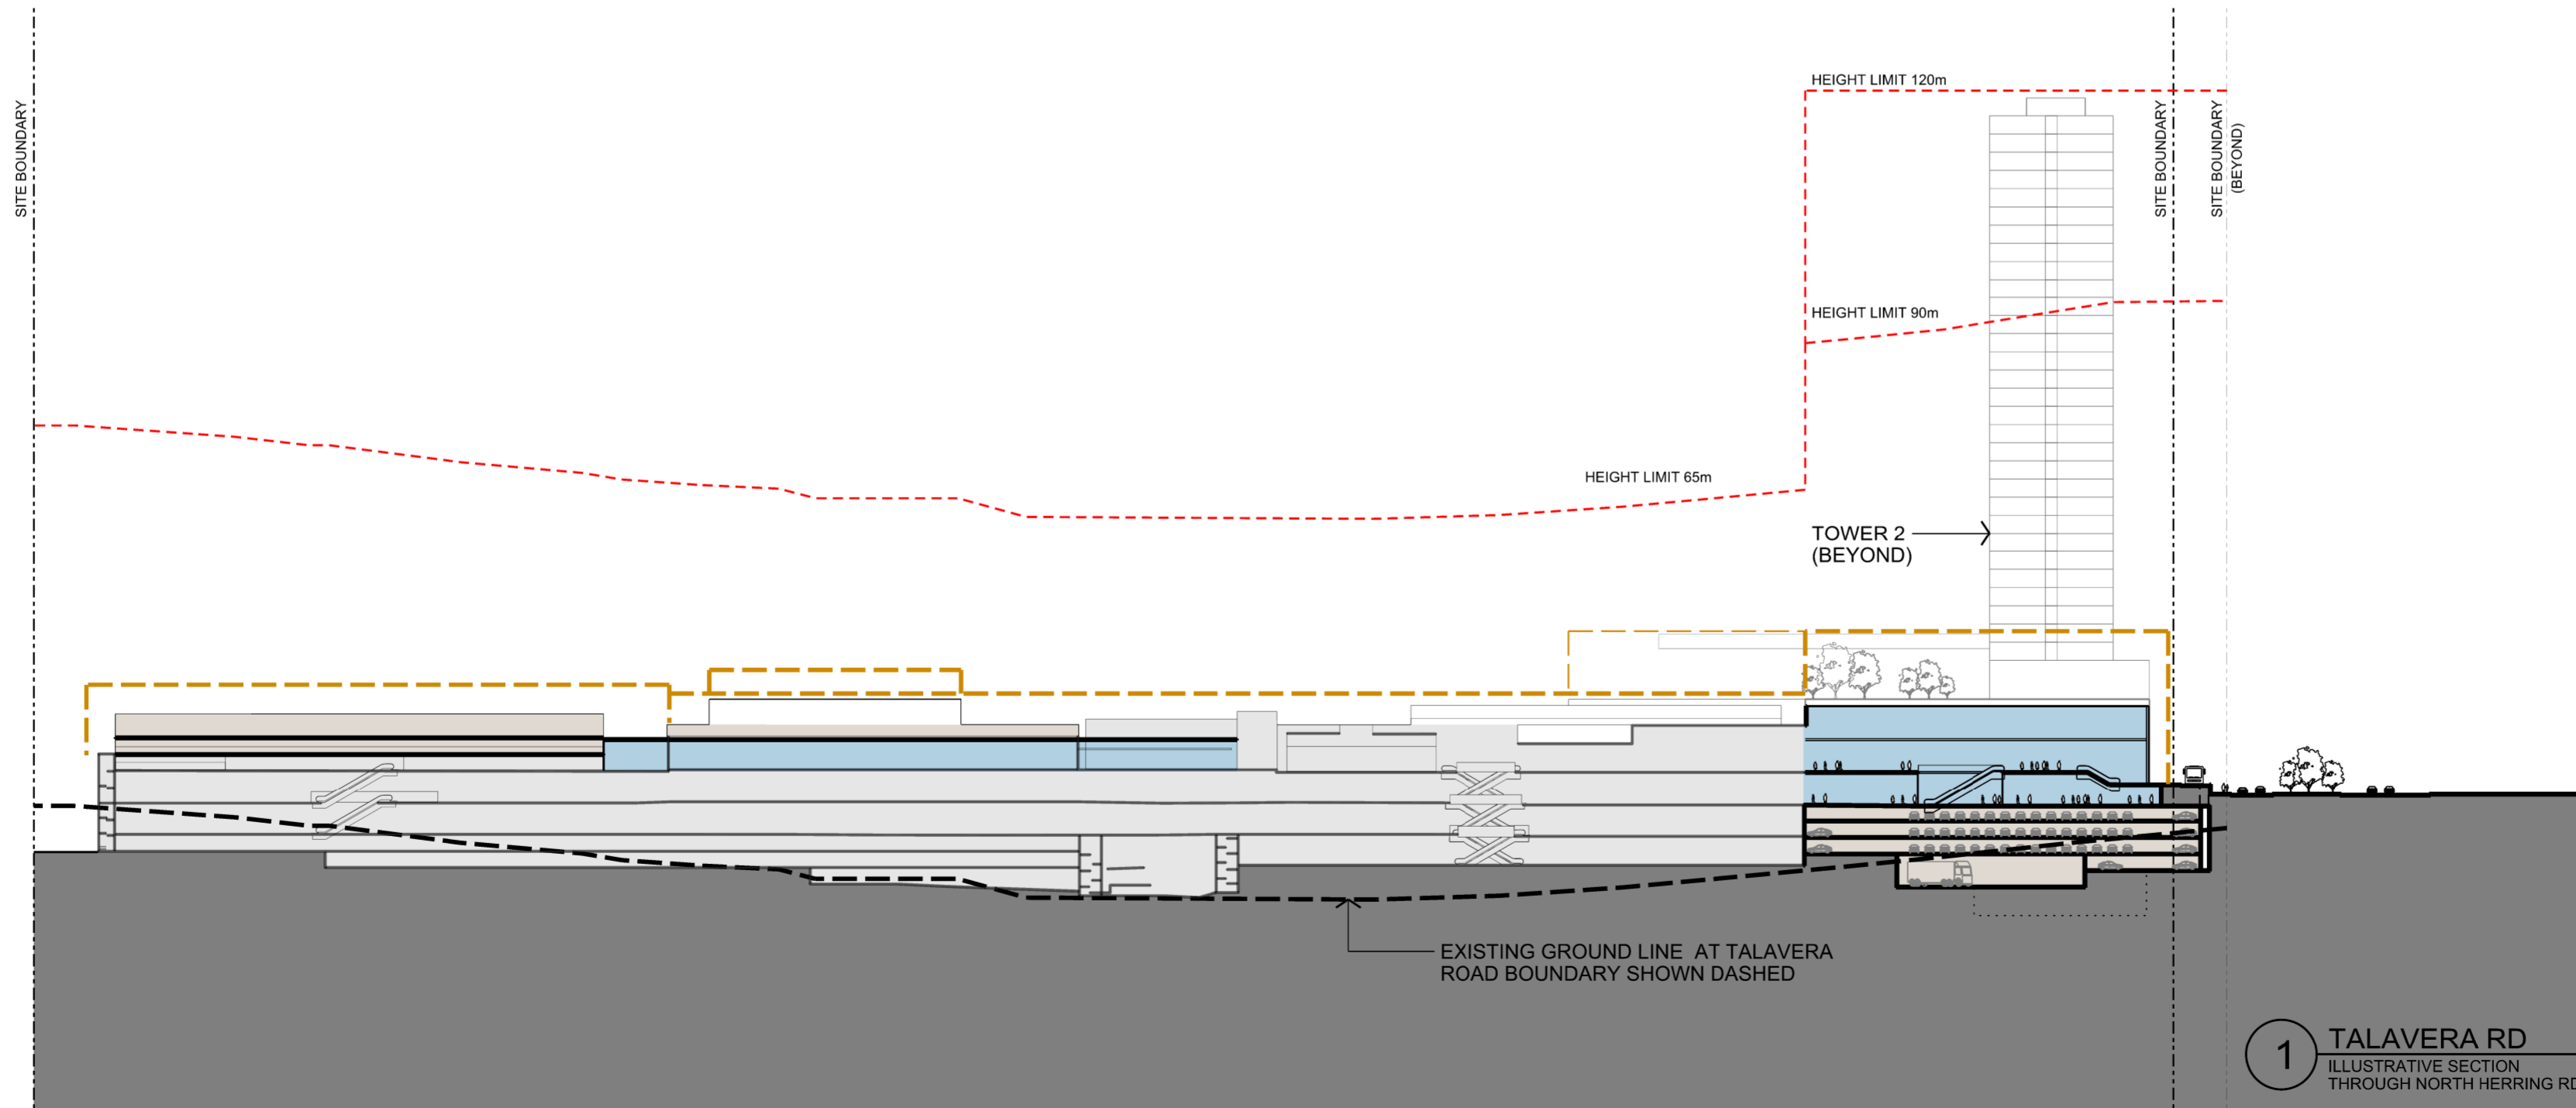 SITE BOUNDARY
HEIGHT LIMIT 120m
SITE BOUNDARY
SITE BOUNDARY
(BEYOND)
HEIGHT LIMIT 90m
HEIGHT LIMIT 65m
TOWER 2
(BEYOND)
EXISTING GROUND LINE AT TALAVERA
ROAD BOUNDARY SHOWN DASHED
1
TALAVERA RD
ILLUSTRATIVE SECTION
THROUGH NORTH HERRING RD